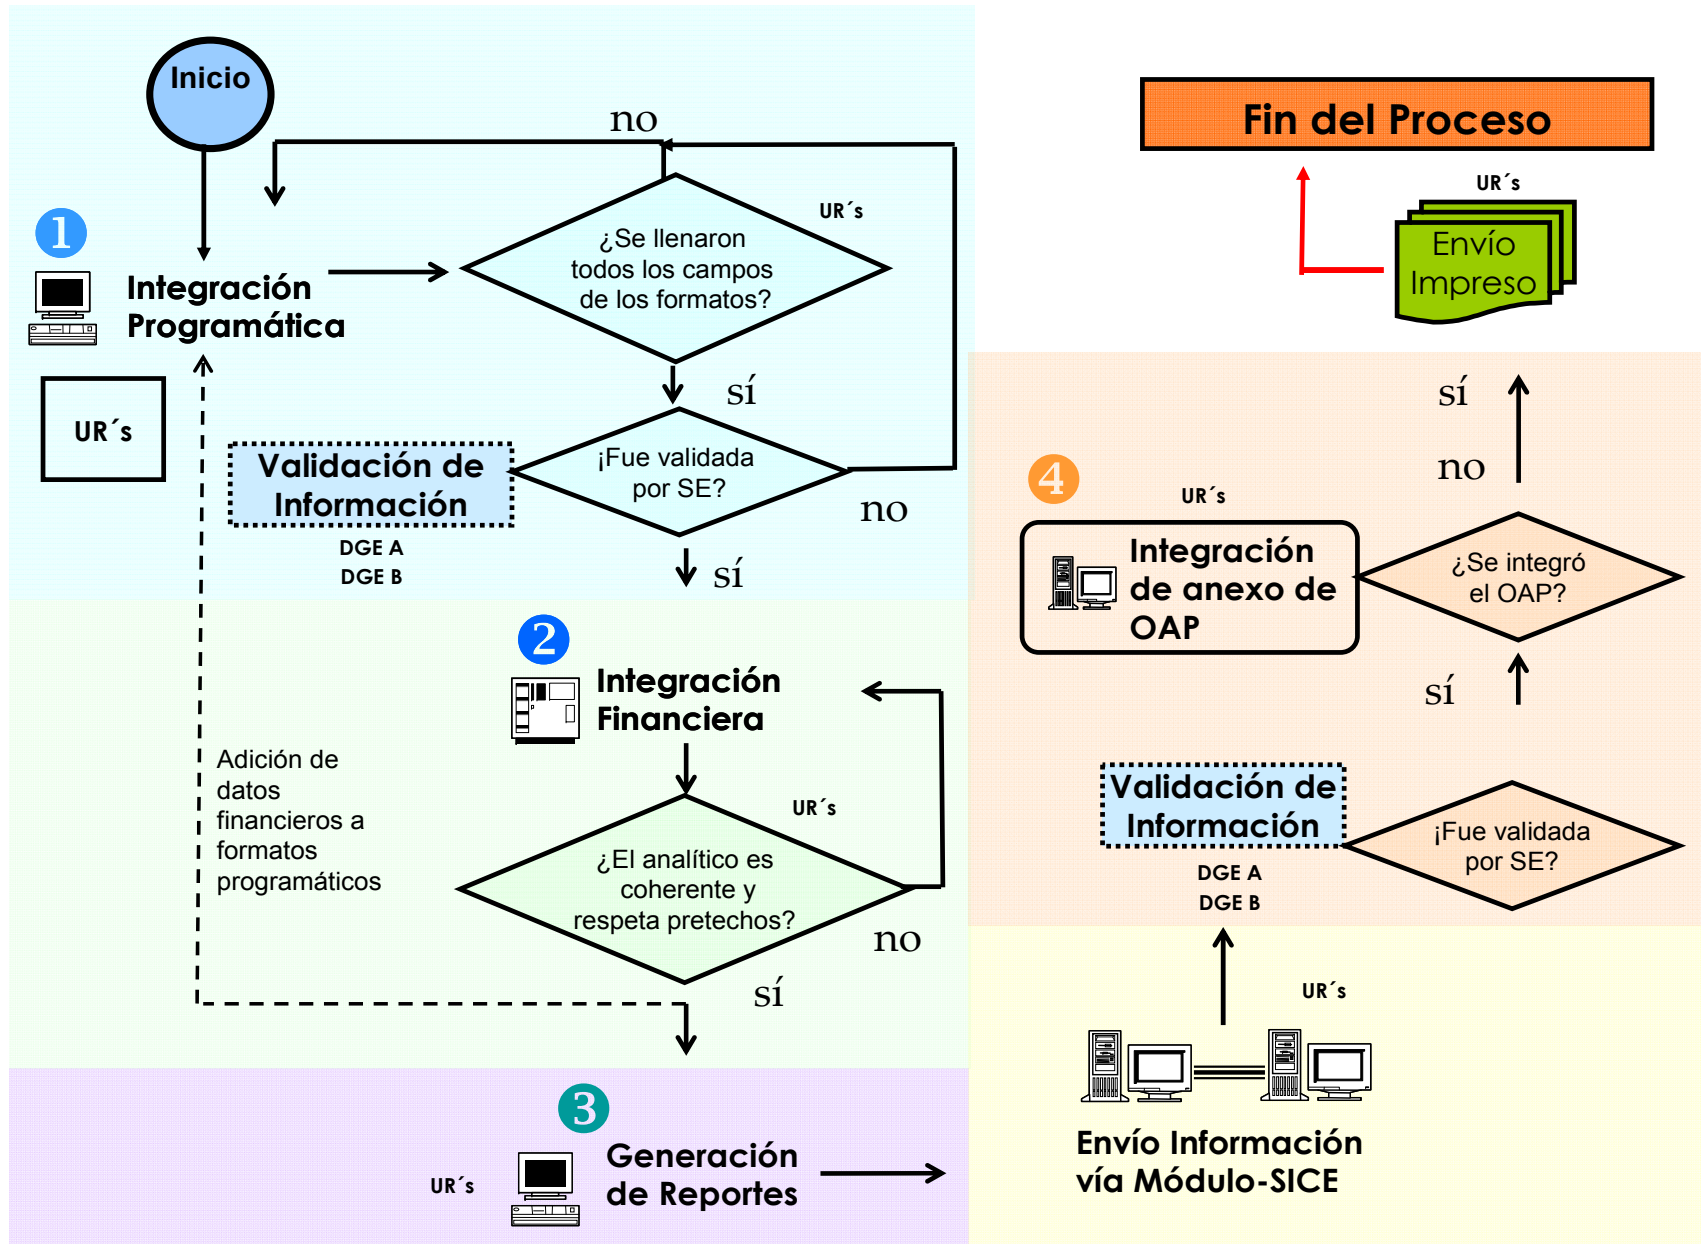 Inicio
no
1
UR´s
¿Se llenaron
todos los campos
de los formatos?
Integración
Programática
sí
UR´s
Validación de
Información
¡Fue validada
por SE?
no
DGE A
DGE B
sí
2
Integración
Financiera
Adición de
datos
financieros a
formatos
programáticos
UR´s
¿El analítico es
coherente y
respeta pretechos?
no
sí
3
Generación
de Reportes
UR´s
Fin del Proceso
UR´s
Envío
Impreso
sí
no
4
UR´s
Integración
de anexo de
OAP
¿Se integró
el OAP?
sí
Validación de
Información
¡Fue validada
por SE?
DGE A
DGE B
UR´s
Envío Información
vía Módulo-SICE